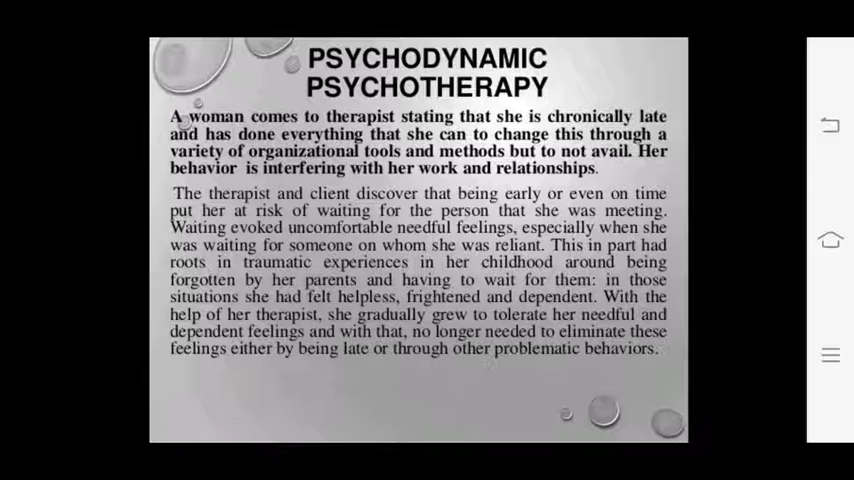 PSYCHODYNAMIC
PSYCHOTHERAPY
A woman comes to therapist stating that she is chronically late
and has done everything that she can to change this through a
variety of organizational tools and methods but to not avail. Her
behavior is interfering with her work and relationships.
The therapist and client discover that being early or even on time
put her at risk of waiting for the person that she was meeting.
Waiting evoked uncomfortable needful feelings, especially when she
was waiting for someone on whom she was reliant. This in part had
roots in traumatic experiences in her childhood around being
forgotten by her parents and having to wait for them: in those
situations she had felt helpless, frightened and dependent. With the
help of her therapist, she gradually grew to tolerate her needful and
dependent feelings and with that, no longer needed to eliminate these
feelings either by being late or through other problematic behaviors.